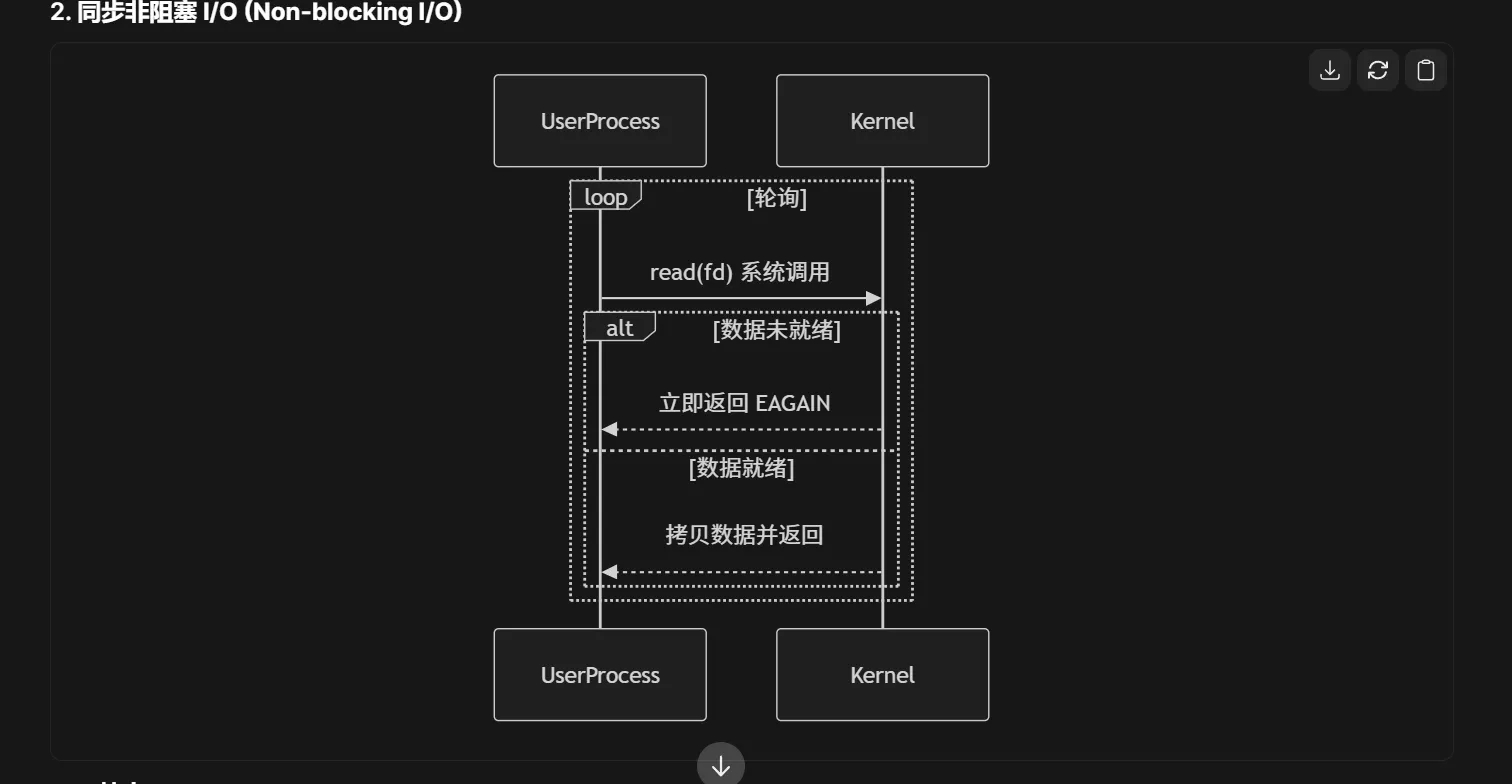 2. 同步非阻塞 I/O (Non-blocking I/O)
UserProcess
Kernel
loop
[轮询]
read(fd) 系统调用
alt
[数据未就绪]
立即返回 EAGAIN
[数据就绪]
拷贝数据并返回
UserProcess
Kernel